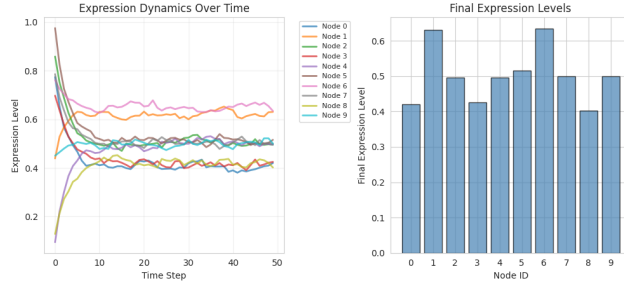 Expression Dynamics Over Time
Expression Level
1.0
0.8
0.6
0.4
0.2
0
10
20
30
40
50
Time Step
Node 0
Node 1
Node 2
Node 3
Node 4
Node 5
Node 6
Node 7
Node 8
Node 9
Final Expression Levels
Final Expression Level
0.6
0.5
0.4
0.3
0.2
0.1
0.0
0
1
2
3
4
5
6
7
8
9
Node ID